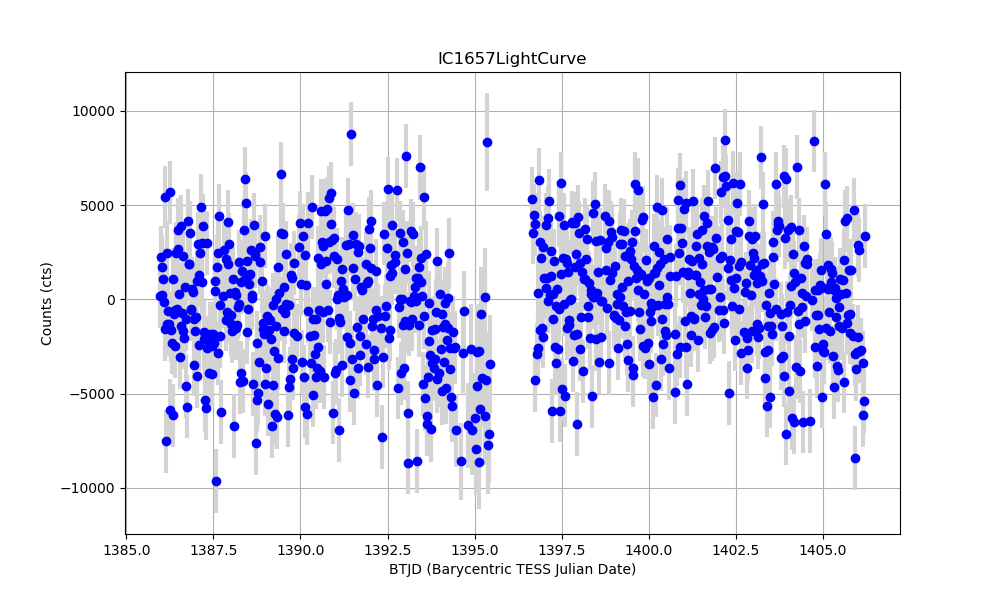 IC1657LightCurve
10000
5000
0
−5000
−10000
Counts (cts)
1385.0 1387.5 1390.0 1392.5 1395.0 1397.5 1400.0 1402.5 1405.0
BTJD (Barycentric TESS Julian Date)